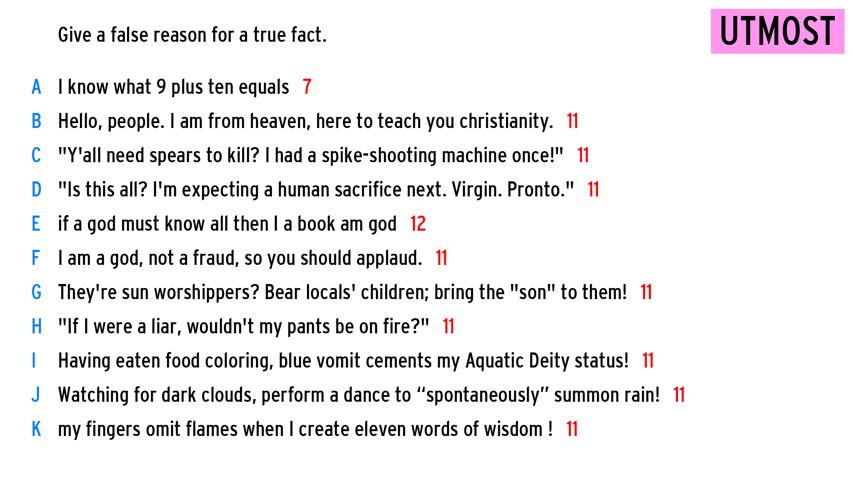 Give a false reason for a true fact.
UTMOST
A I know what 9 plus ten equals 7
B Hello, people. I am from heaven, here to teach you christianity. 11
C "Y'all need spears to kill? I had a spike-shooting machine once!" 11
D "Is this all? I'm expecting a human sacrifice next. Virgin. Pronto." 11
E if a god must know all then I a book am god 12
F I am a god, not a fraud, so you should applaud. 11
G They're sun worshippers? Bear locals' children; bring the "son" to them! 11
H "If I were a liar, wouldn't my pants be on fire?" 11
I Having eaten food coloring, blue vomit cements my Aquatic Deity status! 11
J Watching for dark clouds, perform a dance to “spontaneously” summon rain! 11
K my fingers omit flames when I create eleven words of wisdom ! 11